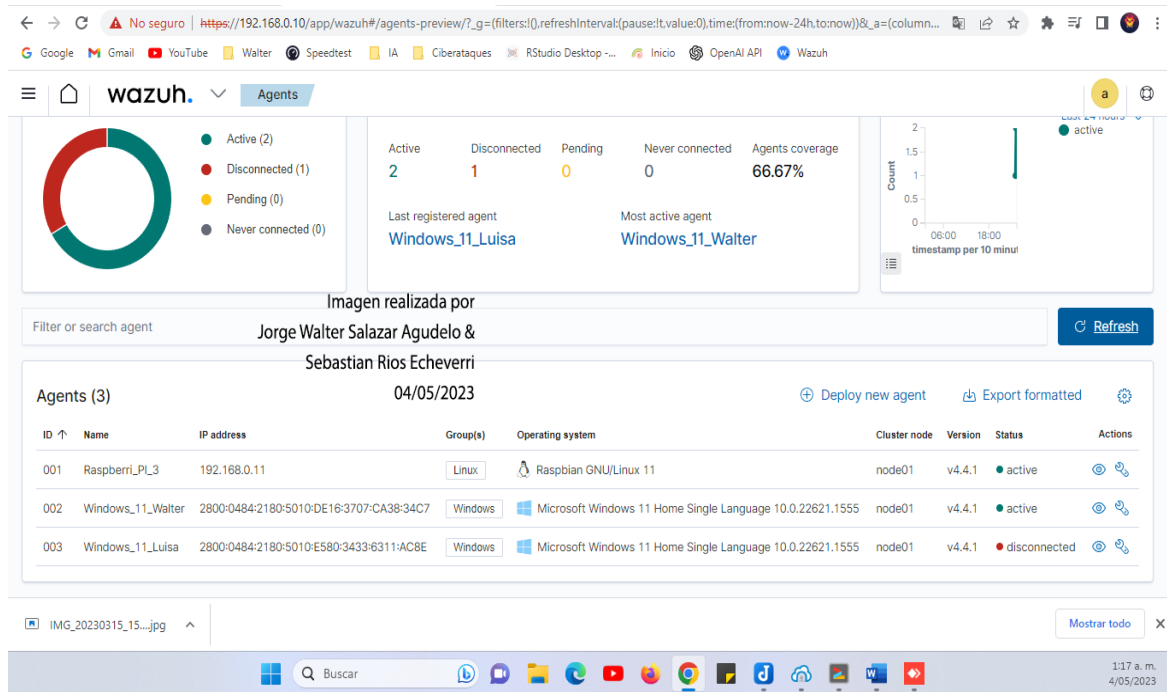 No seguro
https://192.168.0.10/app/wazuh#/agents-preview/?_g=(filters:!(),refreshInterval:(pause:!t,value:0),time:(from:now-24h,to:now))&_a=(column...
Google Gmail YouTube Walter Speedtest IA Ciberataques RStudio Desktop -... Inicio OpenAI API Wazuh
wazuh. Agents a
Active (2)
Disconnected (1)
Pending (0)
Never connected (0)
Active Disconnected Pending Never connected Agents coverage
2 1 0 0 66.67%
Last registered agent Most active agent
Windows_11_Luisa Windows_11_Walter
Last 24 hours
active
Count
2
1.5
1
0.5
0
06:00 18:00
timestamp per 10 minut
Imagen realizada por
Jorge Walter Salazar Agudelo &
Sebastian Rios Echeverri
04/05/2023
Filter or search agent
Refresh
Agents (3)
Deploy new agent Export formatted
ID Name IP address Group(s) Operating system Cluster node Version Status Actions
001 Raspberri_PI_3 192.168.0.11 Linux Raspbian GNU/Linux 11 node01 v4.4.1 active
002 Windows_11_Walter 2800:0484:2180:5010:DE16:3707:CA38:34C7 Windows Microsoft Windows 11 Home Single Language 10.0.22621.1555 node01 v4.4.1 active
003 Windows_11_Luisa 2800:0484:2180:5010:E580:3433:6311:AC8E Windows Microsoft Windows 11 Home Single Language 10.0.22621.1555 node01 v4.4.1 disconnected
IMG_20230315_15....jpg
Mostrar todo
Buscar
1:17 a. m.
4/05/2023